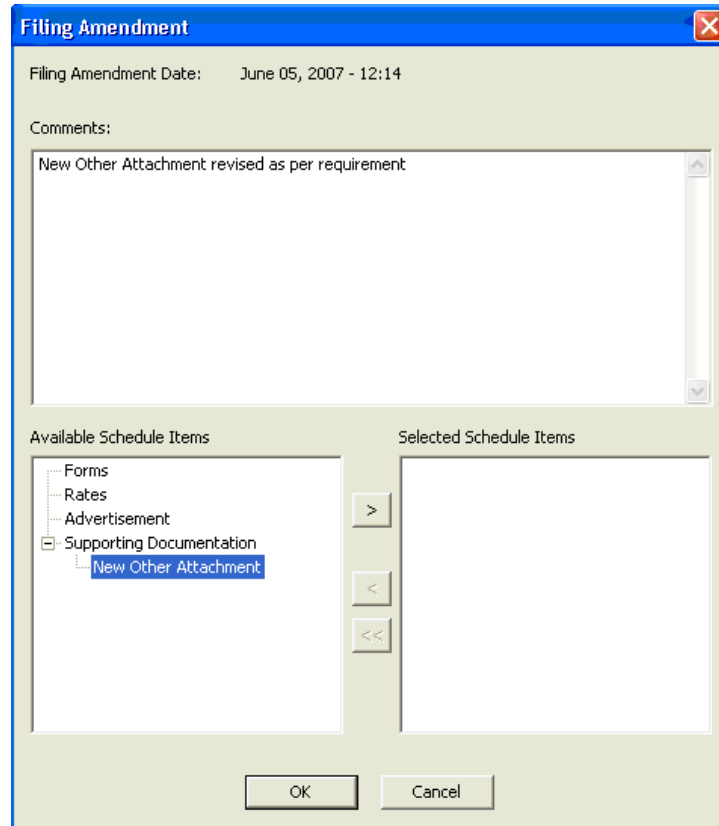 Filing Amendment
Filing Amendment Date: June 05, 2007 - 12:14
Comments:
New Other Attachment revised as per requirement
Available Schedule Items
Selected Schedule Items
Forms
Rates
Advertisement
Supporting Documentation
New Other Attachment
>
<
<<
OK
Cancel